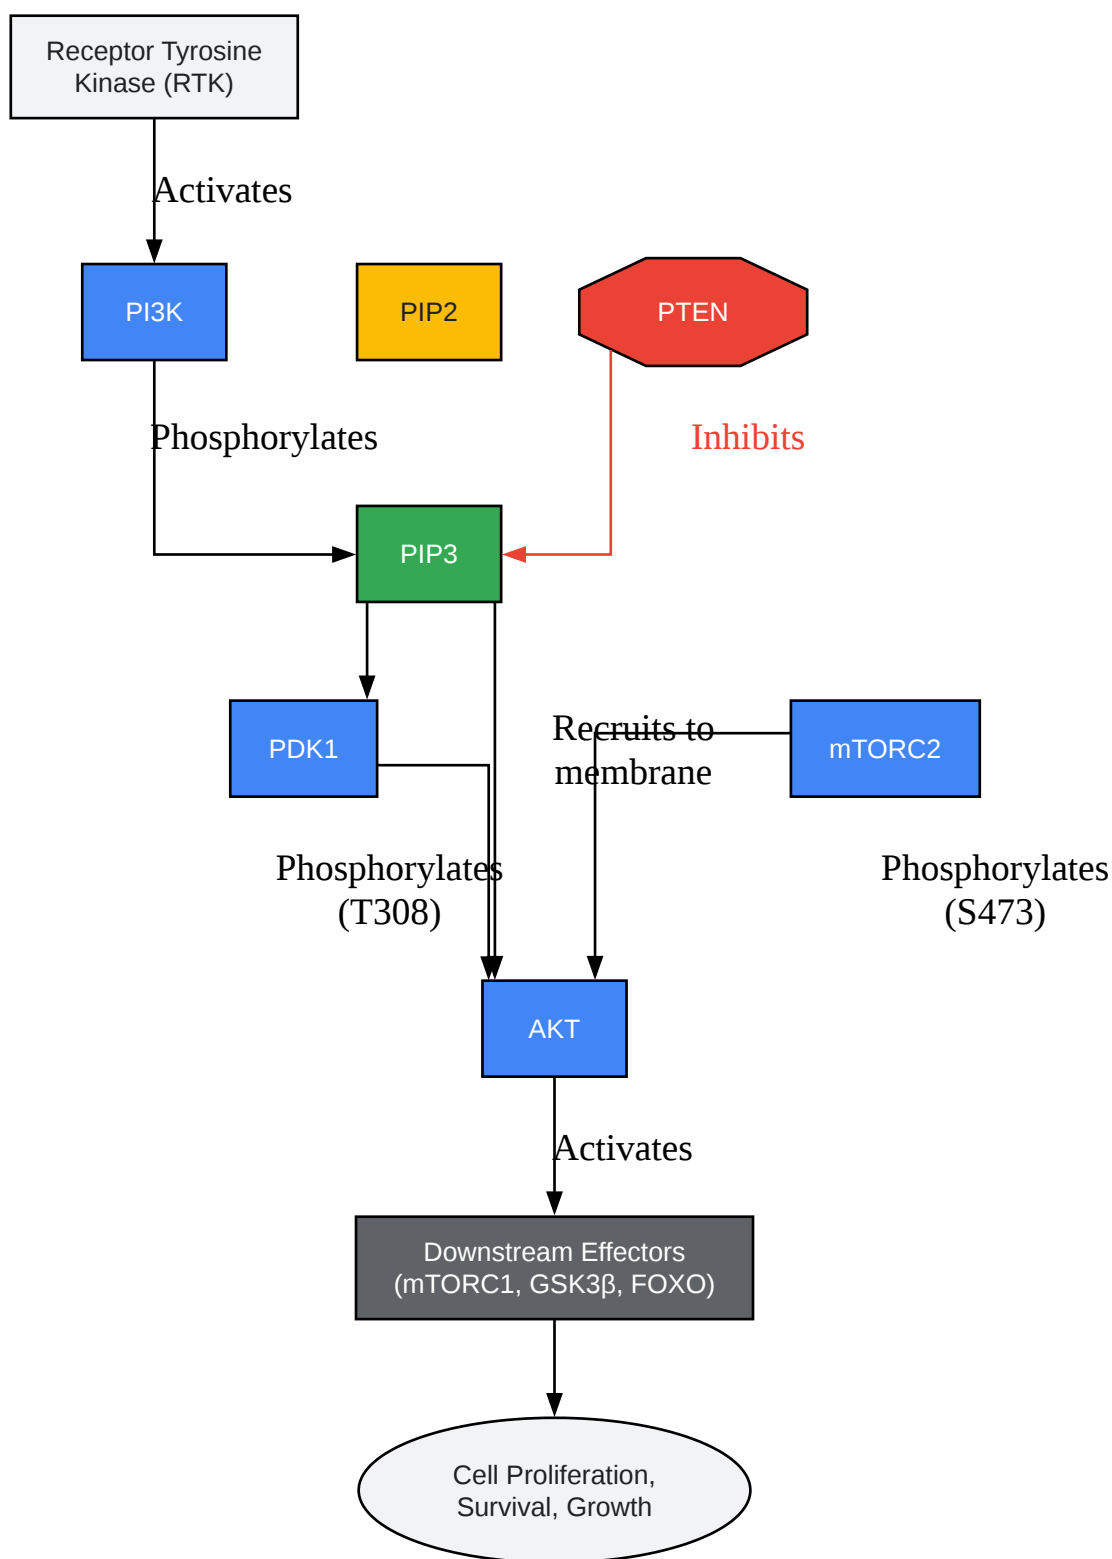 Receptor Tyrosine
Kinase (RTK)
Activates
PI3K
PIP2
PTEN
Phosphorylates
Inhibits
PIP3
PDK1
Recruits to
membrane
mTORC2
Phosphorylates
(T308)
Phosphorylates
(S473)
AKT
Activates
Downstream Effectors
(mTORC1, GSK3β, FOXO)
Cell Proliferation,
Survival, Growth